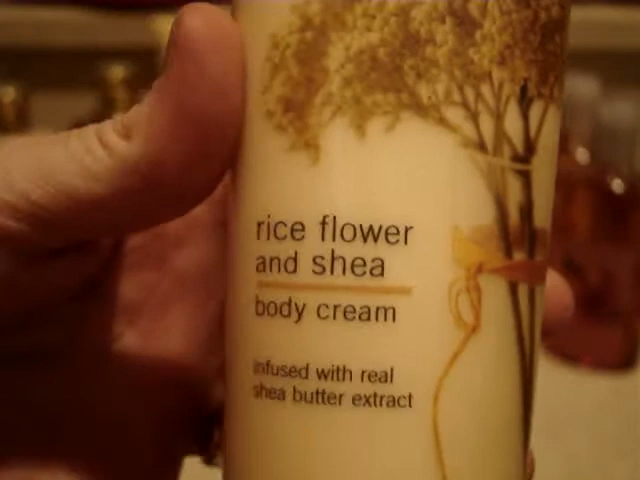 rice flower
and shea
body cream
infused with real
shea butter extract